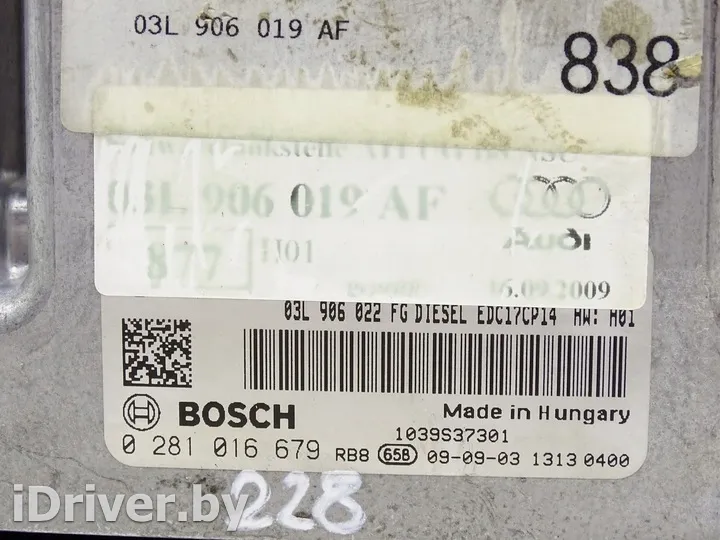 03L 906 019 AF
838
03L 906 019 AF
877 H01
Audi
16.09.2009
03L 906 022 FG DIESEL EDC17CP14 HW: H01
BOSCH
Made in Hungary
1039S37301
0 281 016 679 RB8 65B 09-09-03 1313 0400
228
iDriver.by